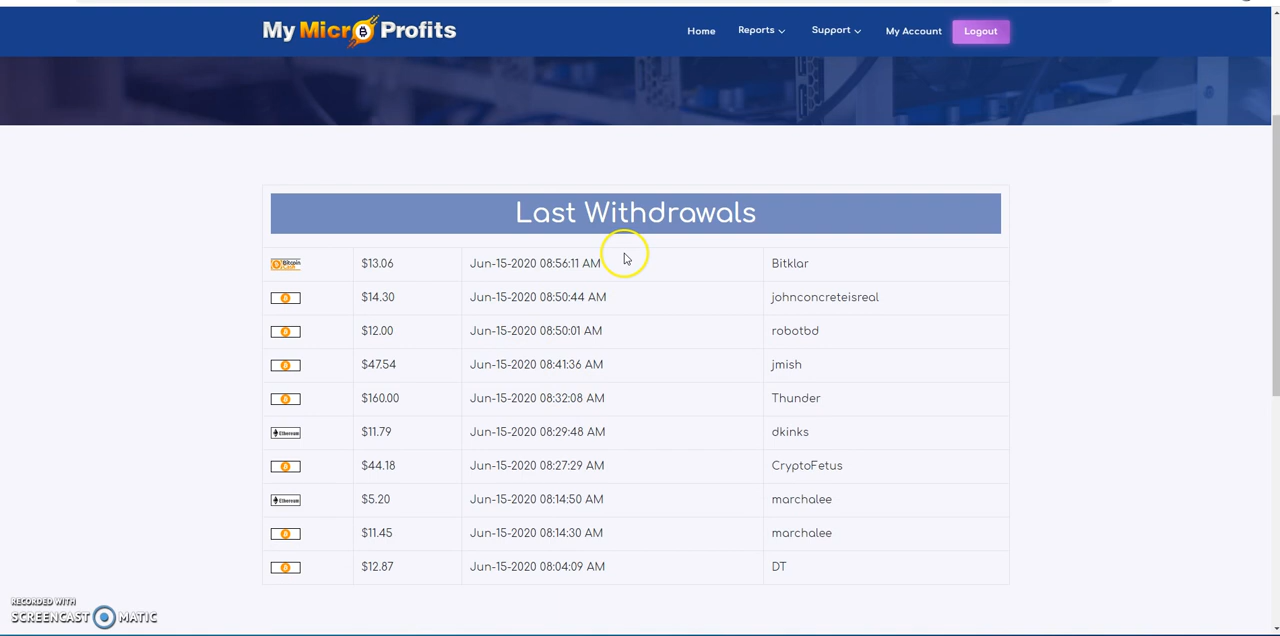 My Micro Profits
Home Reports Support My Account Logout
Last Withdrawals
Bitcoin Cash $13.06 Jun-15-2020 08:56:11 AM Bitklar
$14.30 Jun-15-2020 08:50:44 AM johnconcreteisreal
$12.00 Jun-15-2020 08:50:01 AM robotbd
$47.54 Jun-15-2020 08:41:36 AM jmish
$160.00 Jun-15-2020 08:32:08 AM Thunder
Ethereum $11.79 Jun-15-2020 08:29:48 AM dkinks
$44.18 Jun-15-2020 08:27:29 AM CryptoFetus
Ethereum $5.20 Jun-15-2020 08:14:50 AM marchalee
$11.45 Jun-15-2020 08:14:30 AM marchalee
$12.87 Jun-15-2020 08:04:09 AM DT
RECORDED WITH
SCREENCAST MATIC